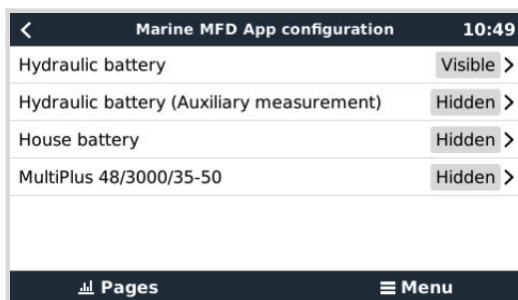 Marine MFD App configuration 10:49
Hydraulic battery Visible
Hydraulic battery (Auxiliary measurement) Hidden
House battery Hidden
MultiPlus 48/3000/35-50 Hidden
Pages Menu